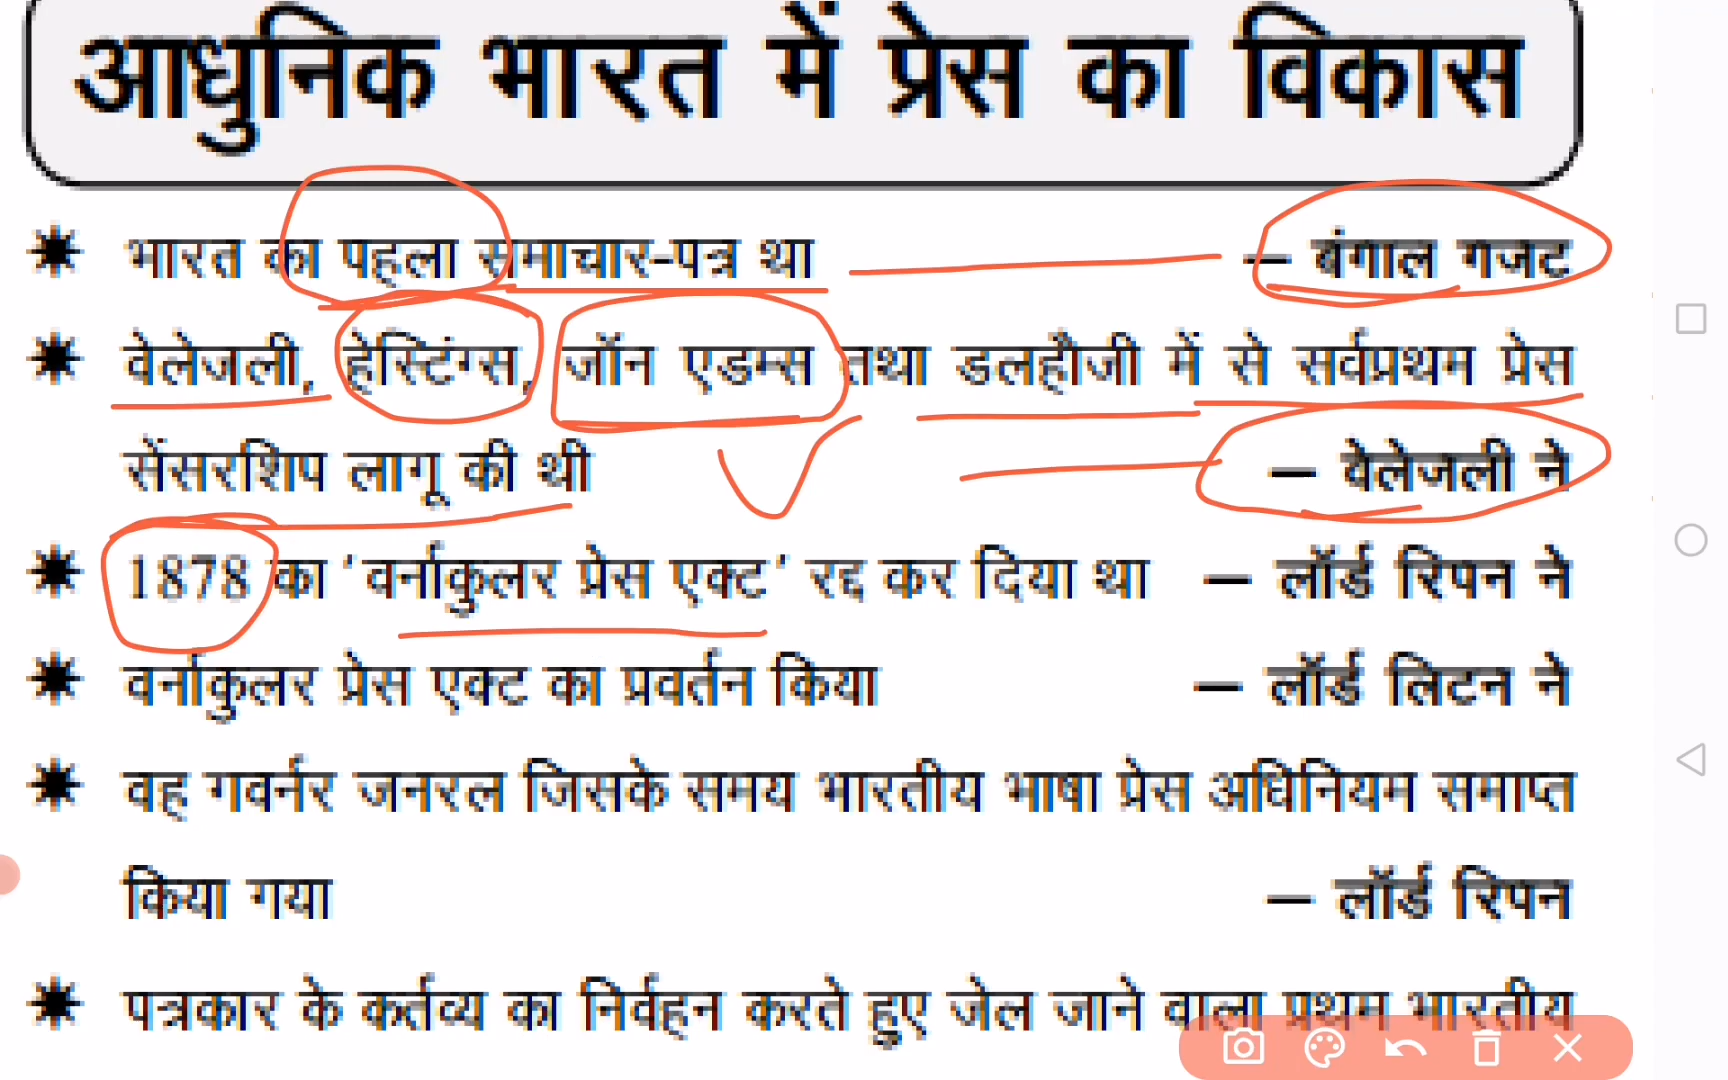 आधुनिक भारत में प्रेस का विकास
भारत का पहला समाचार-पत्र था — बंगाल गजट
वेलेजली, हेस्टिंग्स, जॉन एडम्स तथा डलहौजी में से सर्वप्रथम प्रेस
सेंसरशिप लागू की थी — वेलेजली ने
1878 का 'वर्नाकुलर प्रेस एक्ट' रद्द कर दिया था — लॉर्ड रिपन ने
वर्नाकुलर प्रेस एक्ट का प्रवर्तन किया — लॉर्ड लिटन ने
वह गवर्नर जनरल जिसके समय भारतीय भाषा प्रेस अधिनियम समाप्त
किया गया — लॉर्ड रिपन
पत्रकार के कर्तव्य का निर्वहन करते हुए जेल जाने वाला प्रथम भारतीय